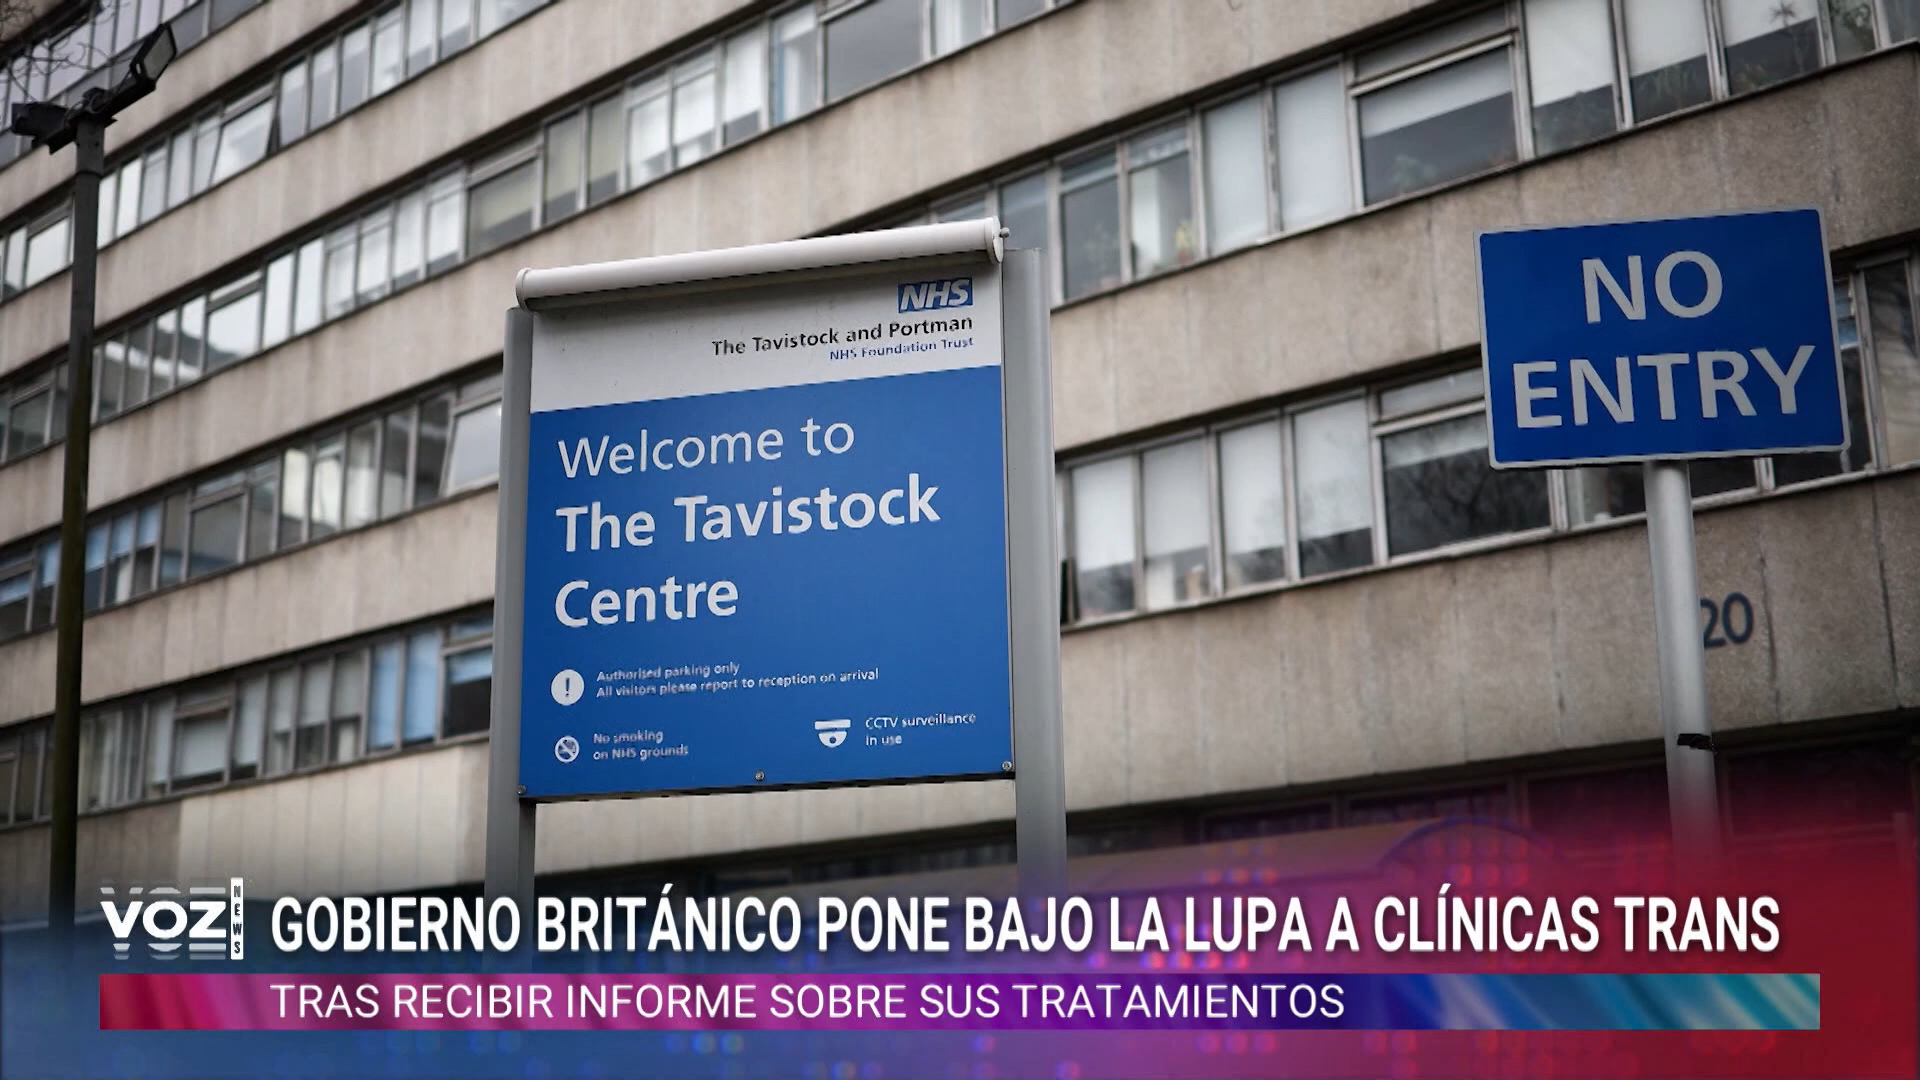 NHS
The Tavistock and Portman
NHS Foundation Trust
Welcome to
The Tavistock
Centre
Authorised parking only
All visitors please report to reception on arrival
No smoking
on NHS grounds
CCTV surveillance
in use
NO
ENTRY
20
VOZ NEWS
GOBIERNO BRITÁNICO PONE BAJO LA LUPA A CLÍNICAS TRANS
TRAS RECIBIR INFORME SOBRE SUS TRATAMIENTOS